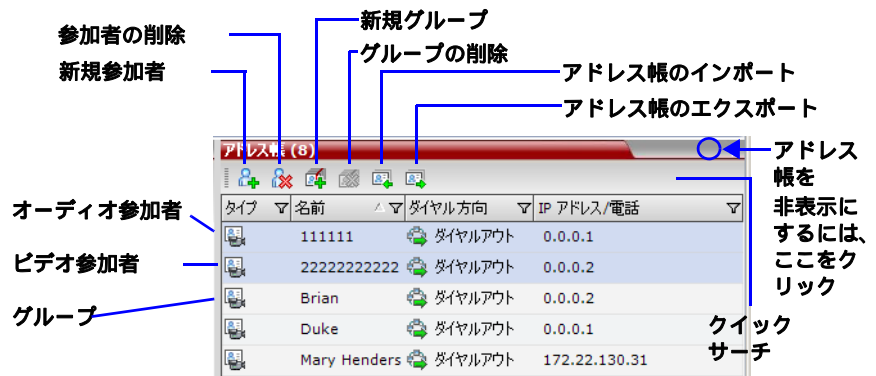 新規グループ
参加者の削除
グループの削除
新規参加者
アドレス帳のインポート
アドレス帳のエクスポート
アドレス帳 (8)
アドレス
帳を
非表示に
するには、
ここをク
リック
オーディオ参加者
ビデオ参加者
グループ
タイプ 名前 ダイヤル方向 IP アドレス/電話
111111 ダイヤルアウト 0.0.0.1
22222222222 ダイヤルアウト 0.0.0.2
Brian ダイヤルアウト 0.0.0.2
Duke ダイヤルアウト 0.0.0.1
Mary Henders ダイヤルアウト 172.22.130.31
クイック
サーチ